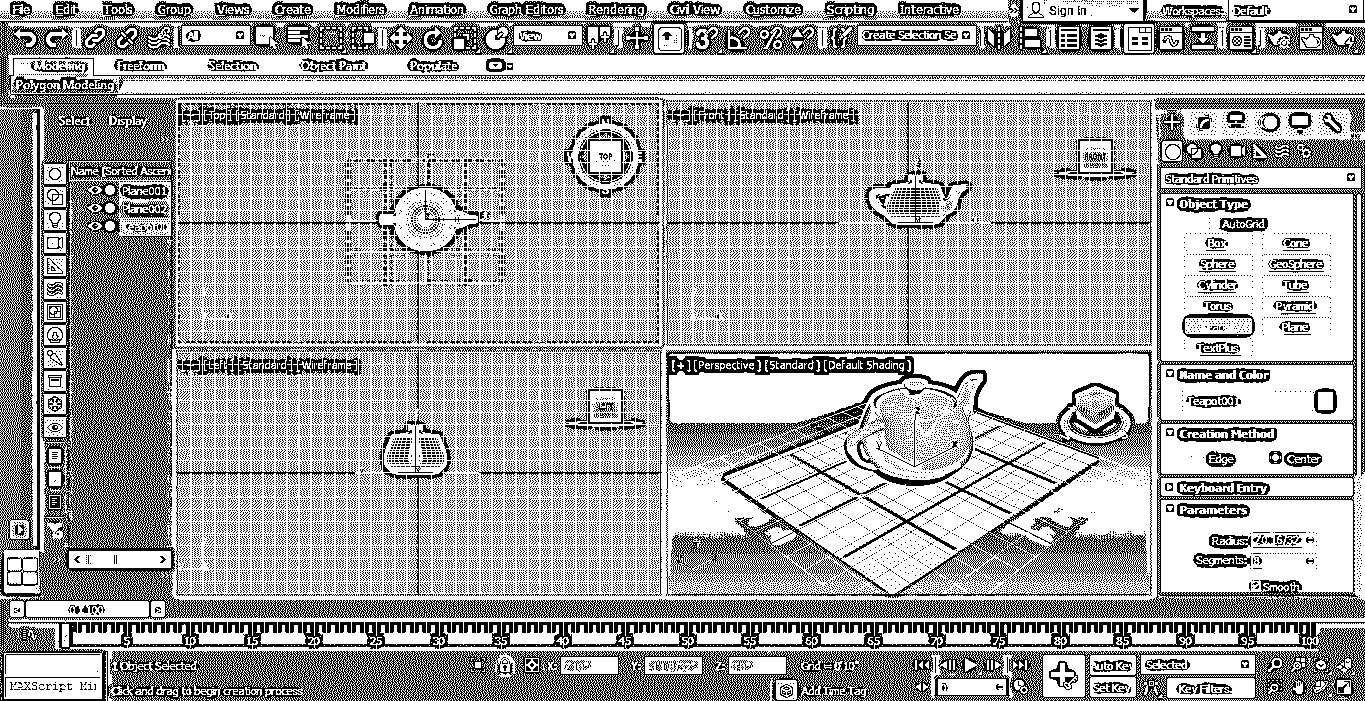 File Edit Tools Group Views Create Modifiers Animation Graph Editors Rendering Civil View Customize Scripting Interactive Sign In Workspaces: Default
All View Create Selection Se
Modeling Freeform Selection Object Paint Populate
Polygon Modeling
Select Display
Name (Sorted Ascen
Plane001
Plane002
[+] [Top] [Standard] [Wireframe]
TOP
[+] [Front] [Standard] [Wireframe]
[+] [Left] [Standard] [Wireframe]
[+] [Perspective] [Standard] [Default Shading]
Standard Primitives
Object Type
AutoGrid
Box Cone
Sphere GeoSphere
Cylinder Tube
Torus Pyramid
Plane
TextPlus
Name and Color
Teapot001
Creation Method
Edge Center
Keyboard Entry
Parameters
Radius:
Segments: 8
Smooth
0 / 100
5 10 15 20 25 30 35 40 45 50 55 60 65 70 75 80 85 90 95 100
1 Object Selected X: Y: Z: Grid = 0'10" Auto Key Selected
MAXScript Mi Click and drag to begin creation process Add Time Tag 0 Set Key Key Filters...